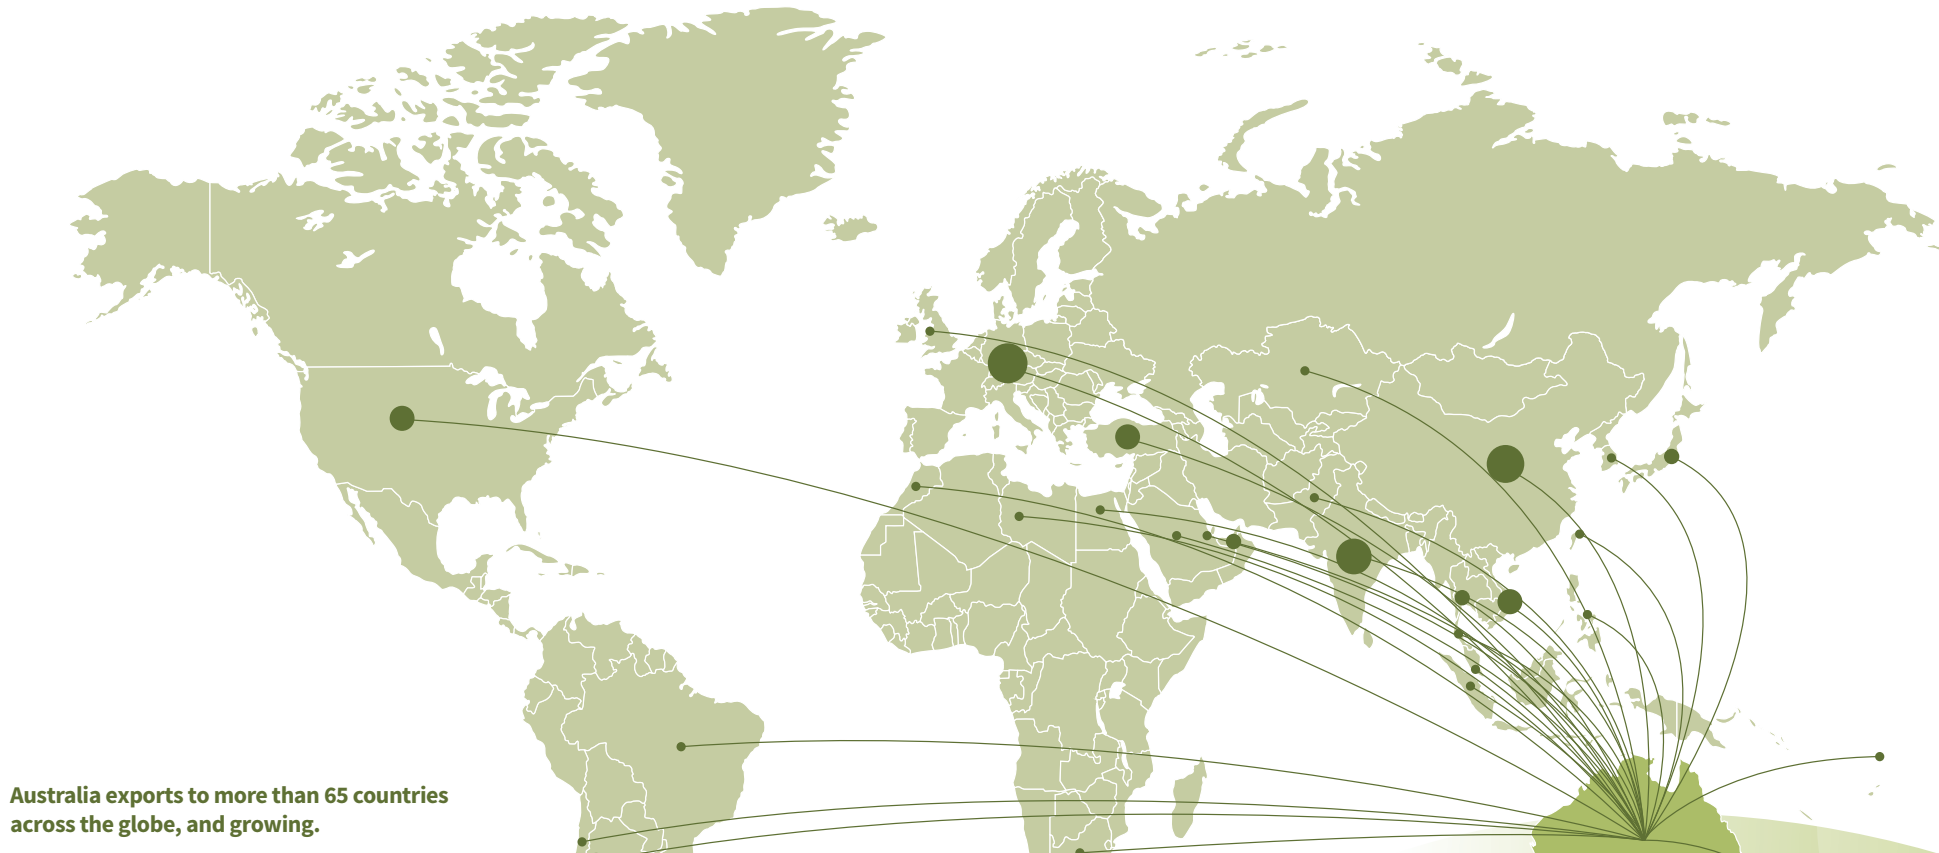 Australia exports to more than 65 countries
across the globe, and growing.